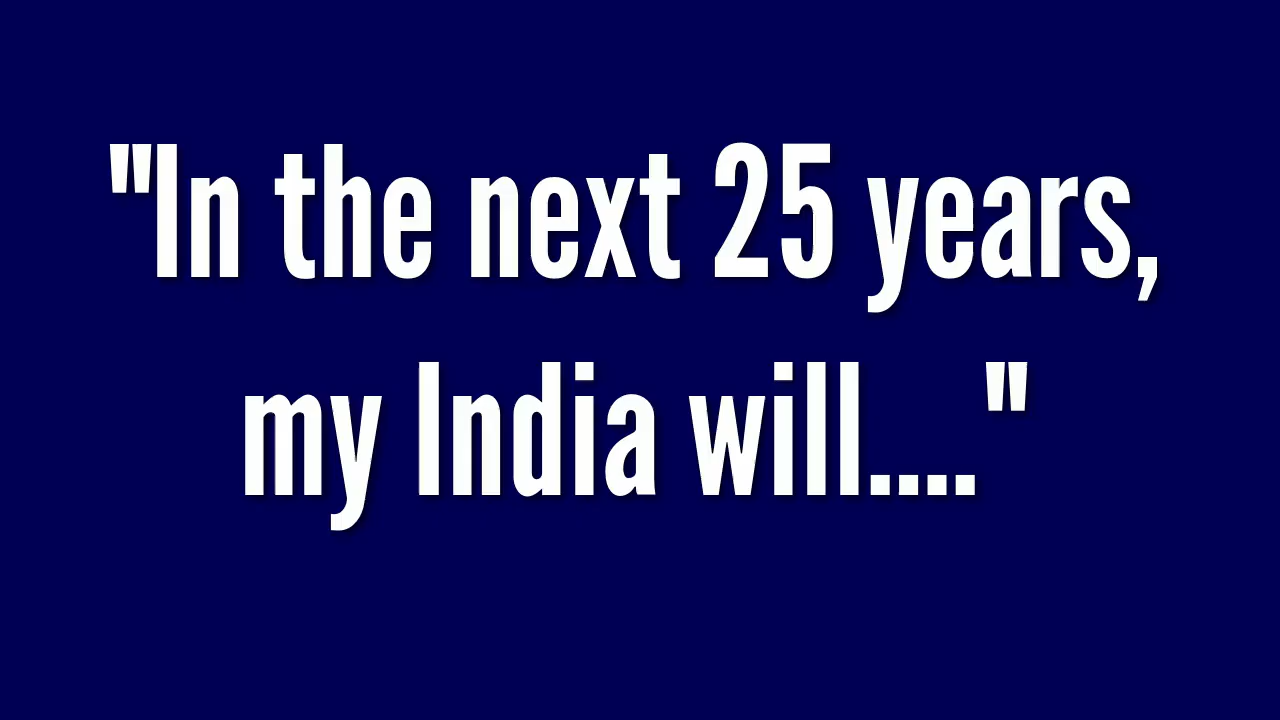 "In the next 25 years,
my India will...."